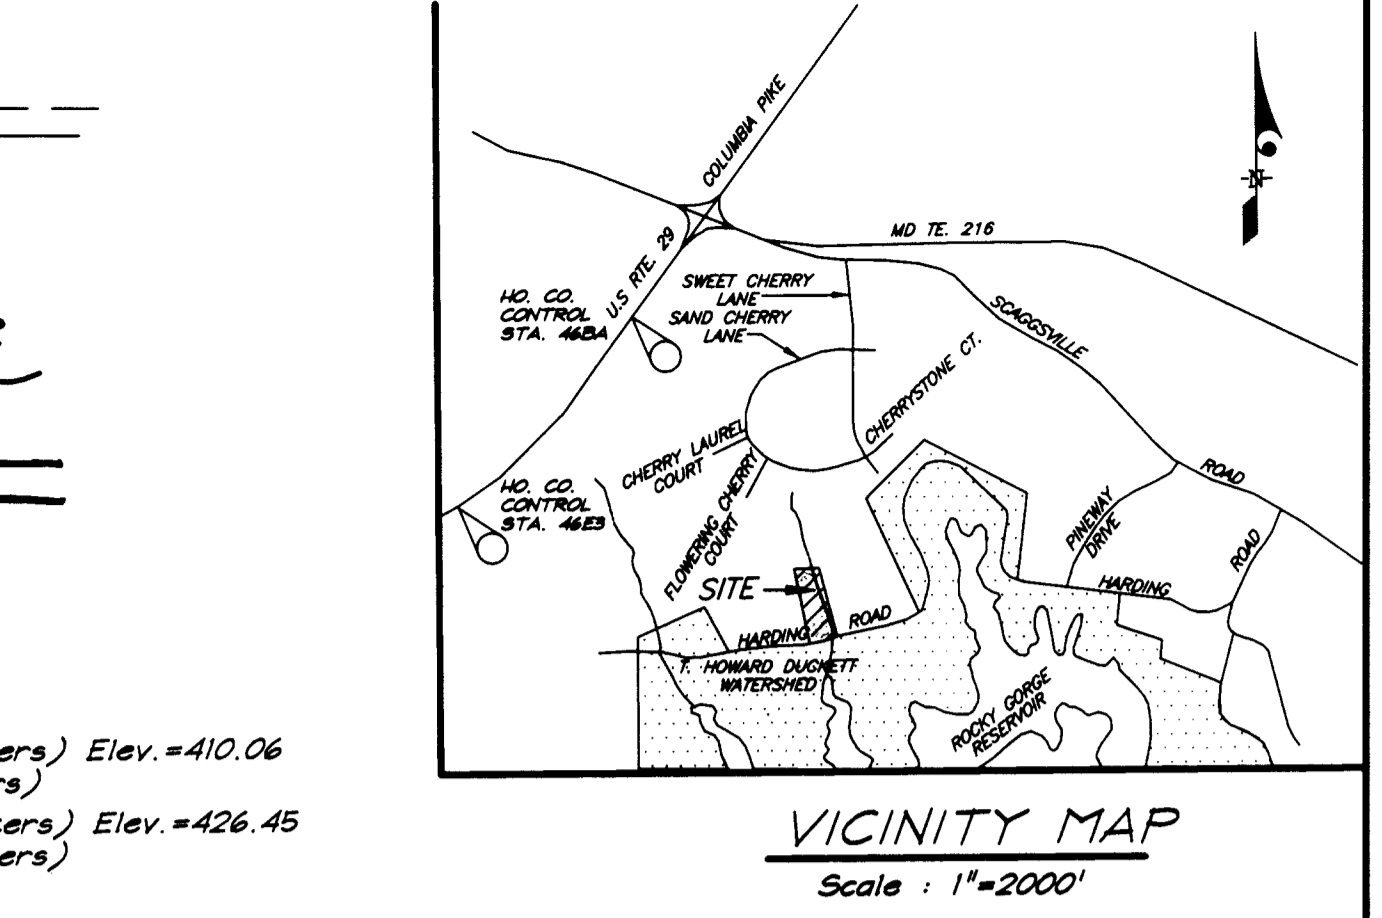 COLUMBIA PIKE
N
U.S RTE. 29
MD TE. 216
SWEET CHERRY
LANE
SAND CHERRY
LANE
HO. CO.
CONTROL
STA. 46BA
SCAGGSVILLE
ROAD
CHERRYSTONE CT.
CHERRY LAUREL
COURT
FLOWERING CHERRY
COURT
HO. CO.
CONTROL
STA. 46E3
PINEWAY
DRIVE
ROAD
HARDING
SITE
HARDING
ROAD
T. HOWARD DUCKETT
WATERSHED
ROCKY GORGE
RESERVOIR
ers) Elev.=410.06
rs)
ters) Elev.=426.45
ers)
VICINITY MAP
Scale : 1"=2000'